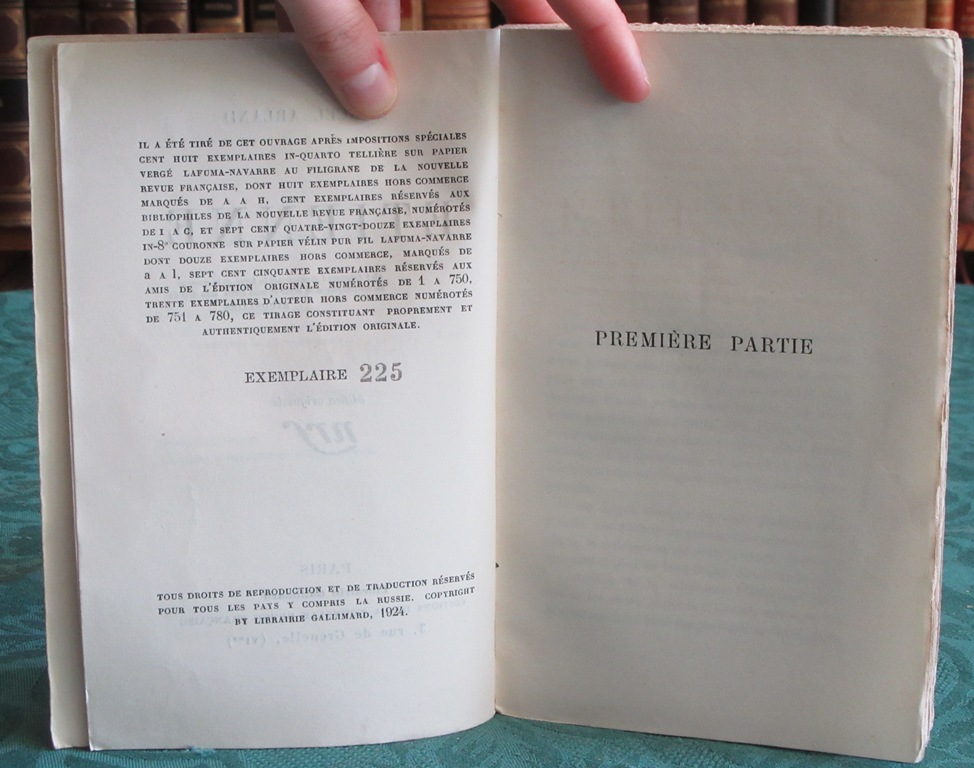 IL A ÉTÉ TIRÉ DE CET OUVRAGE APRÈS IMPOSITIONS SPÉCIALES
CENT HUIT EXEMPLAIRES IN-QUARTO TELLIÈRE SUR PAPIER
VERGÉ LAFUMA-NAVARRE AU FILIGRANE DE LA NOUVELLE
REVUE FRANÇAISE, DONT HUIT EXEMPLAIRES HORS COMMERCE
MARQUÉS DE A A H, CENT EXEMPLAIRES RÉSERVÉS AUX
BIBLIOPHILES DE LA NOUVELLE REVUE FRANÇAISE, NUMÉROTÉS
DE I A C, ET SEPT CENT QUATRE-VINGT-DOUZE EXEMPLAIRES
IN-8º COURONNE SUR PAPIER VÉLIN PUR FIL LAFUMA-NAVARRE
DONT DOUZE EXEMPLAIRES HORS COMMERCE, MARQUÉS DE
a A l, SEPT CENT CINQUANTE EXEMPLAIRES RÉSERVÉS AUX
AMIS DE L'ÉDITION ORIGINALE NUMÉROTÉS DE 1 A 750,
TRENTE EXEMPLAIRES D'AUTEUR HORS COMMERCE NUMÉROTÉS
DE 751 A 780, CE TIRAGE CONSTITUANT PROPREMENT ET
AUTHENTIQUEMENT L'ÉDITION ORIGINALE.
EXEMPLAIRE 225
TOUS DROITS DE REPRODUCTION ET DE TRADUCTION RÉSERVÉS
POUR TOUS LES PAYS Y COMPRIS LA RUSSIE. COPYRIGHT
BY LIBRAIRIE GALLIMARD, 1924.
PREMIÈRE PARTIE